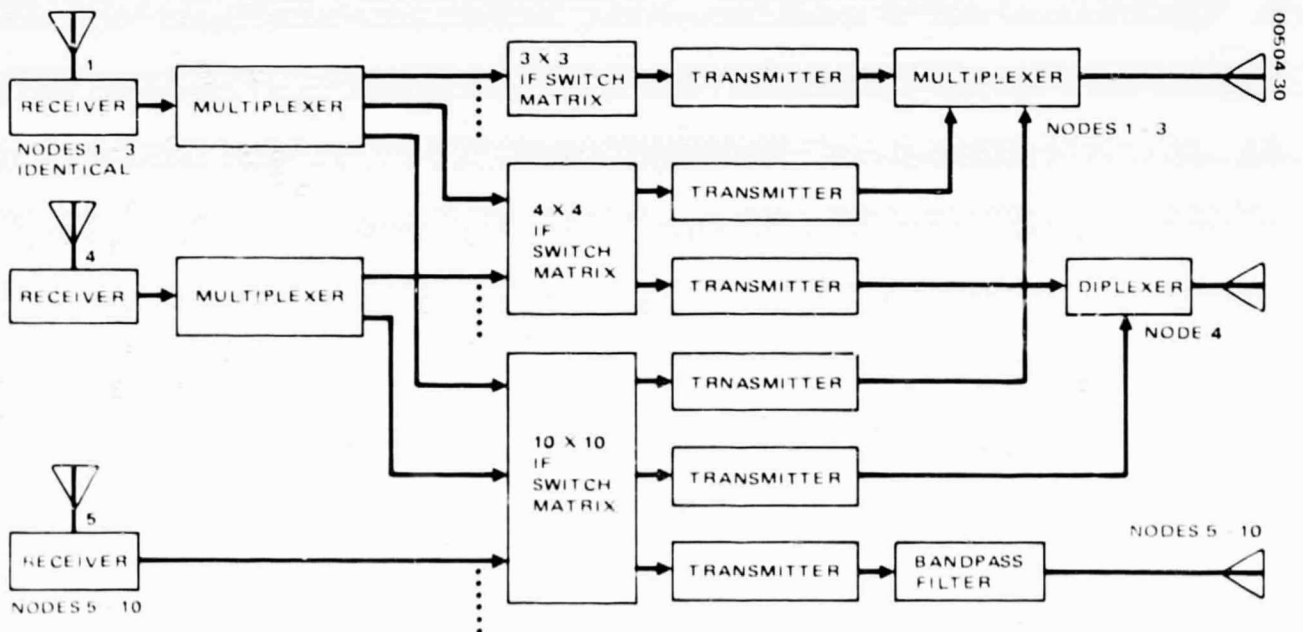 1
RECEIVER
NODES 1 - 3
IDENTICAL
MULTIPLEXER
3 X 3
IF SWITCH
MATRIX
TRANSMITTER
MULTIPLEXER
NODES 1 - 3
00504-30
TRANSMITTER
4 X 4
IF
SWITCH
MATRIX
4
RECEIVER
MULTIPLEXER
TRANSMITTER
DIPLEXER
NODE 4
TRNASMITTER
10 X 10
IF
SWITCH
MATRIX
TRANSMITTER
5
RECEIVER
NODES 5 - 10
TRANSMITTER
BANDPASS
FILTER
NODES 5 - 10